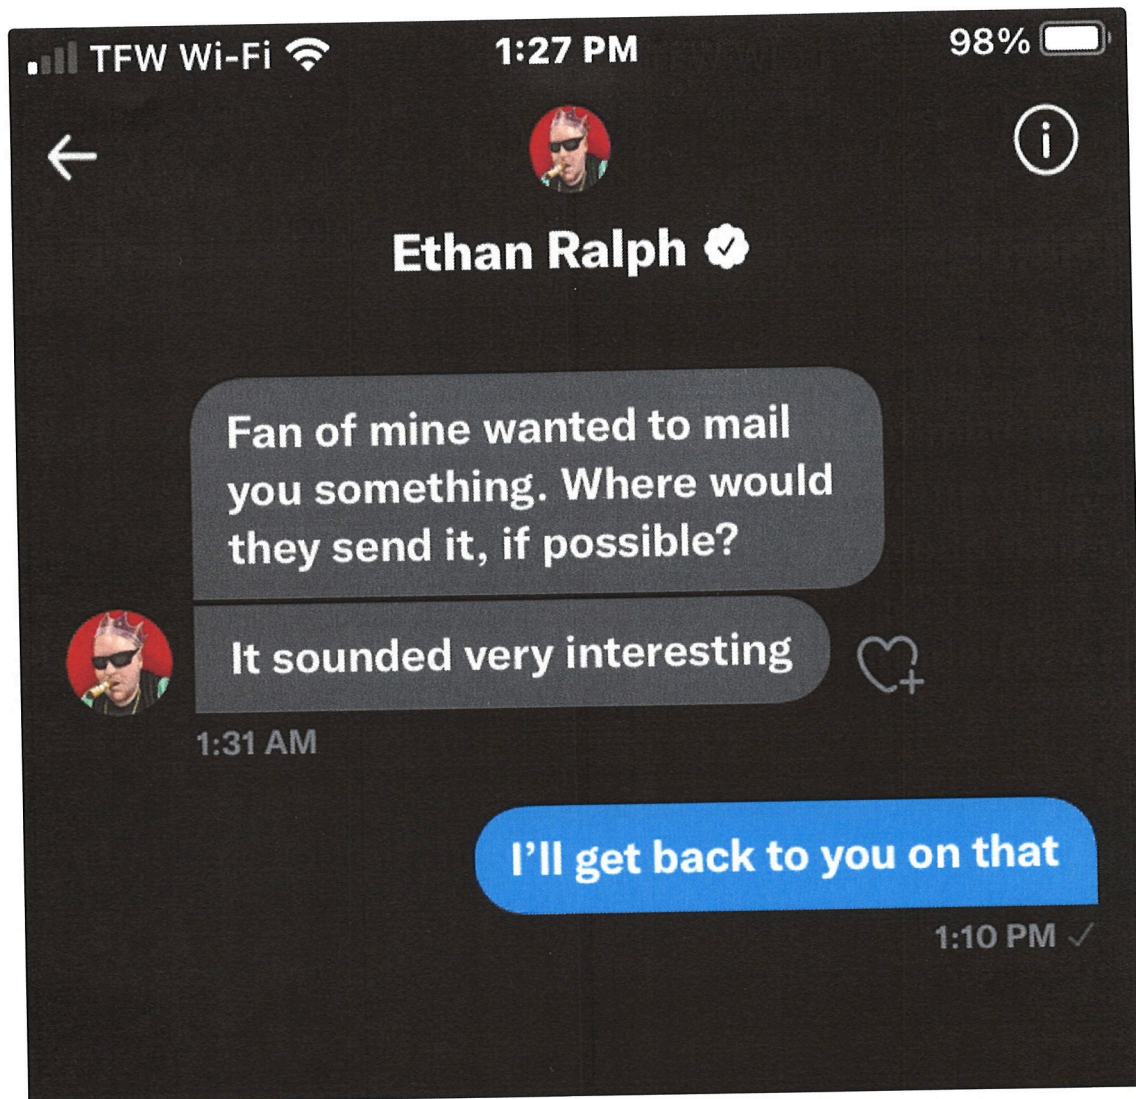 TFW Wi-Fi 1:27 PM 98%
Ethan Ralph
Fan of mine wanted to mail
you something. Where would
they send it, if possible?
It sounded very interesting
1:31 AM
I'll get back to you on that
1:10 PM